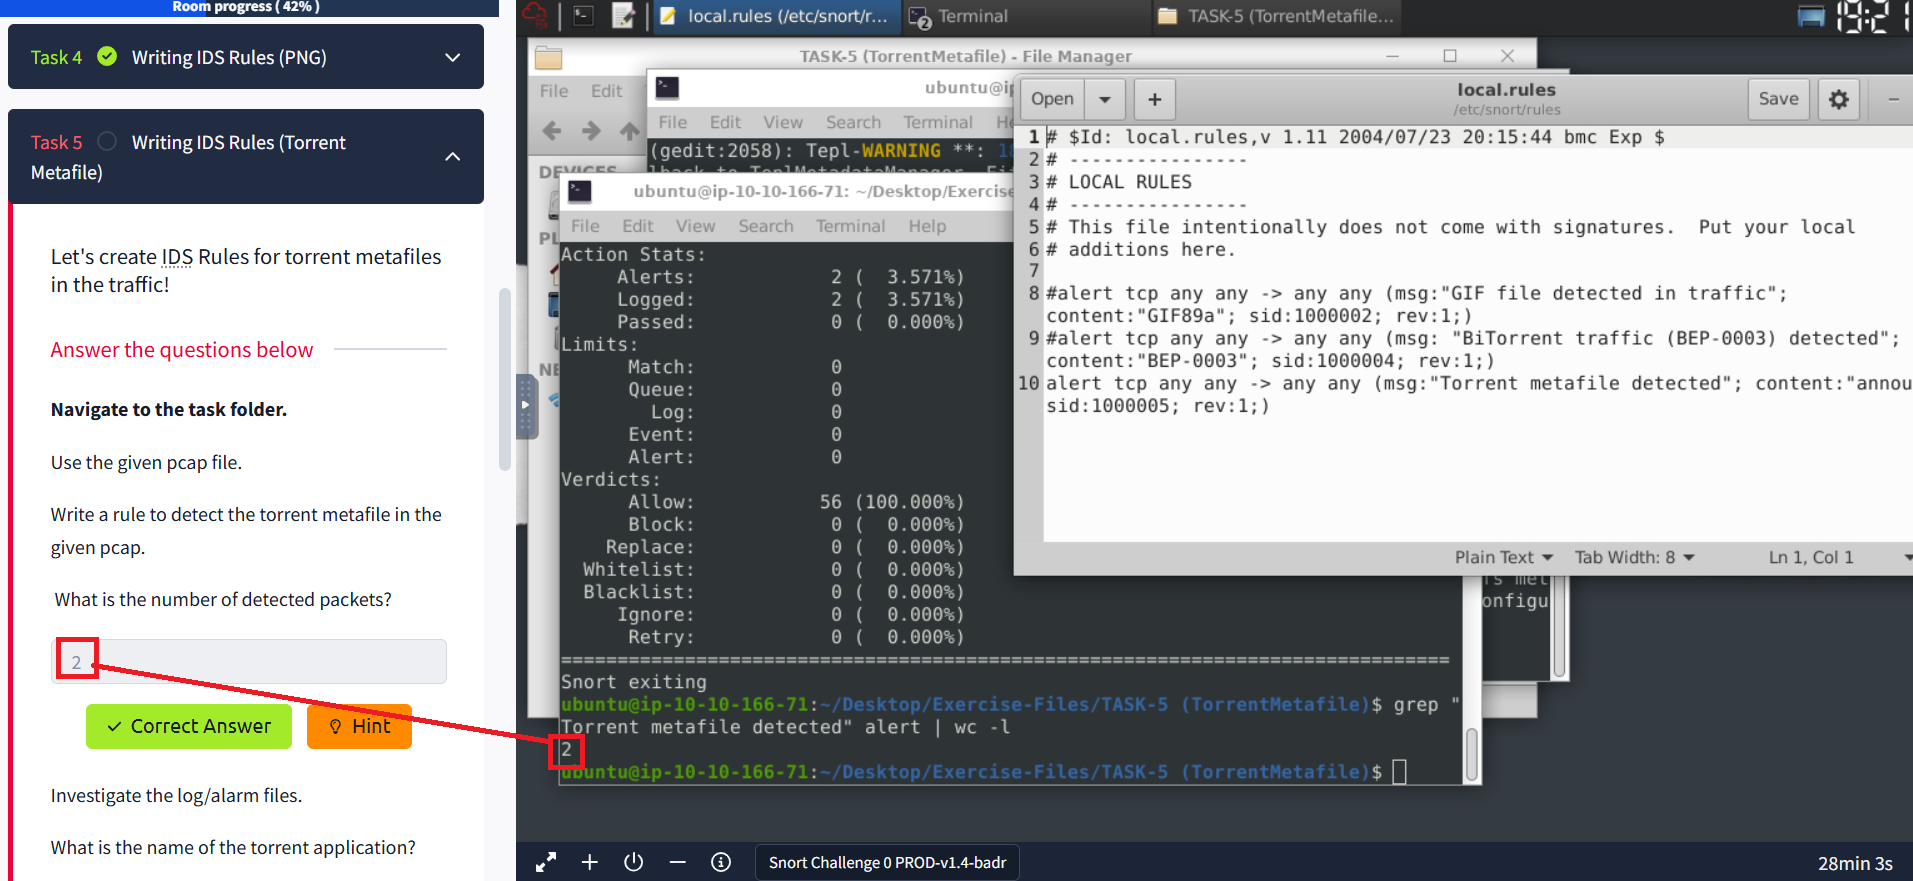 Room progress ( 42% )
Task 4 Writing IDS Rules (PNG)
Task 5 Writing IDS Rules (Torrent
Metafile)
Let's create IDS Rules for torrent metafiles
in the traffic!
Answer the questions below
Navigate to the task folder.
Use the given pcap file.
Write a rule to detect the torrent metafile in the
given pcap.
What is the number of detected packets?
2
Correct Answer
Hint
Investigate the log/alarm files.
What is the name of the torrent application?
local.rules (/etc/snort/r...
2 Terminal
TASK-5 (TorrentMetafile...
TASK-5 (TorrentMetafile) - File Manager
File Edit
DEVICES
ubuntu@ip
File Edit View Search Terminal He
(gedit:2058): Tepl-WARNING **: 18
ubuntu@ip-10-10-166-71: ~/Desktop/Exercise
File Edit View Search Terminal Help
Action Stats:
Alerts: 2 ( 3.571%)
Logged: 2 ( 3.571%)
Passed: 0 ( 0.000%)
Limits:
Match: 0
Queue: 0
Log: 0
Event: 0
Alert: 0
Verdicts:
Allow: 56 (100.000%)
Block: 0 ( 0.000%)
Replace: 0 ( 0.000%)
Whitelist: 0 ( 0.000%)
Blacklist: 0 ( 0.000%)
Ignore: 0 ( 0.000%)
Retry: 0 ( 0.000%)
===============================================================================
Snort exiting
ubuntu@ip-10-10-166-71:~/Desktop/Exercise-Files/TASK-5 (TorrentMetafile)$ grep "
Torrent metafile detected" alert | wc -l
2
ubuntu@ip-10-10-166-71:~/Desktop/Exercise-Files/TASK-5 (TorrentMetafile)$
Open
local.rules
/etc/snort/rules
Save
1 # $Id: local.rules,v 1.11 2004/07/23 20:15:44 bmc Exp $
2 # ----------------
3 # LOCAL RULES
4 # ----------------
5 # This file intentionally does not come with signatures. Put your local
6 # additions here.
7
8 #alert tcp any any -> any any (msg:"GIF file detected in traffic";
content:"GIF89a"; sid:1000002; rev:1;)
9 #alert tcp any any -> any any (msg: "BiTorrent traffic (BEP-0003) detected";
content:"BEP-0003"; sid:1000004; rev:1;)
10 alert tcp any any -> any any (msg:"Torrent metafile detected"; content:"annou
sid:1000005; rev:1;)
Plain Text Tab Width: 8 Ln 1, Col 1
onfigu
Snort Challenge 0 PROD-v1.4-badr
28min 3s